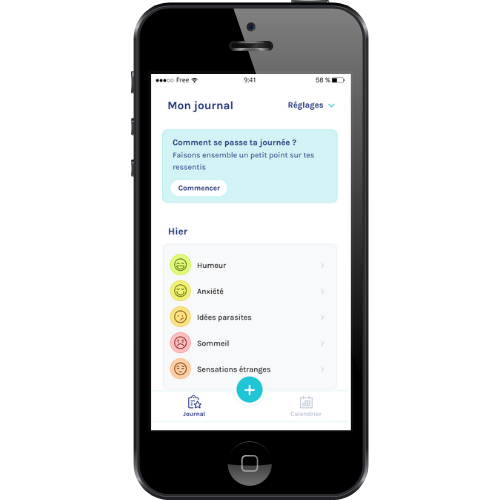 Free 9:41 58 %
Mon journal Réglages
Comment se passe ta journée ?
Faisons ensemble un petit point sur tes
ressentis
Commencer
Hier
Humeur
Anxiété
Idées parasites
Sommeil
Sensations étranges
Journal Calendrier